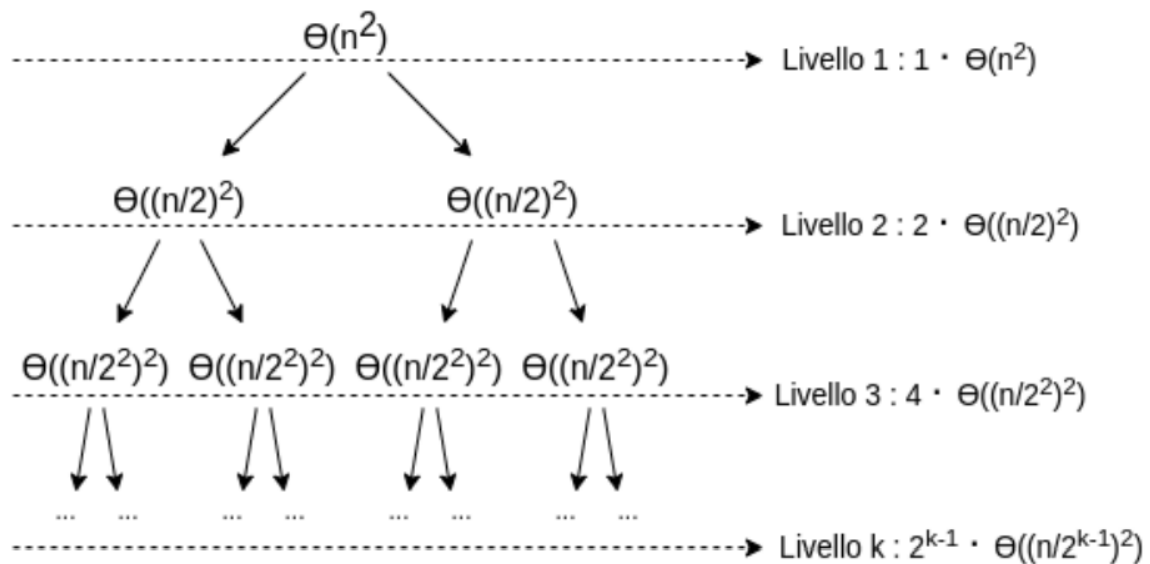 Ɵ(n²)
Livello 1 : 1 · Ɵ(n²)
Ɵ((n/2)²) Ɵ((n/2)²)
Livello 2 : 2 · Ɵ((n/2)²)
Ɵ((n/2²)²) Ɵ((n/2²)²) Ɵ((n/2²)²) Ɵ((n/2²)²)
Livello 3 : 4 · Ɵ((n/2²)²)
... ... ... ... ... ... ... ...
Livello k : 2ᵏ⁻¹ · Ɵ((n/2ᵏ⁻¹)²)